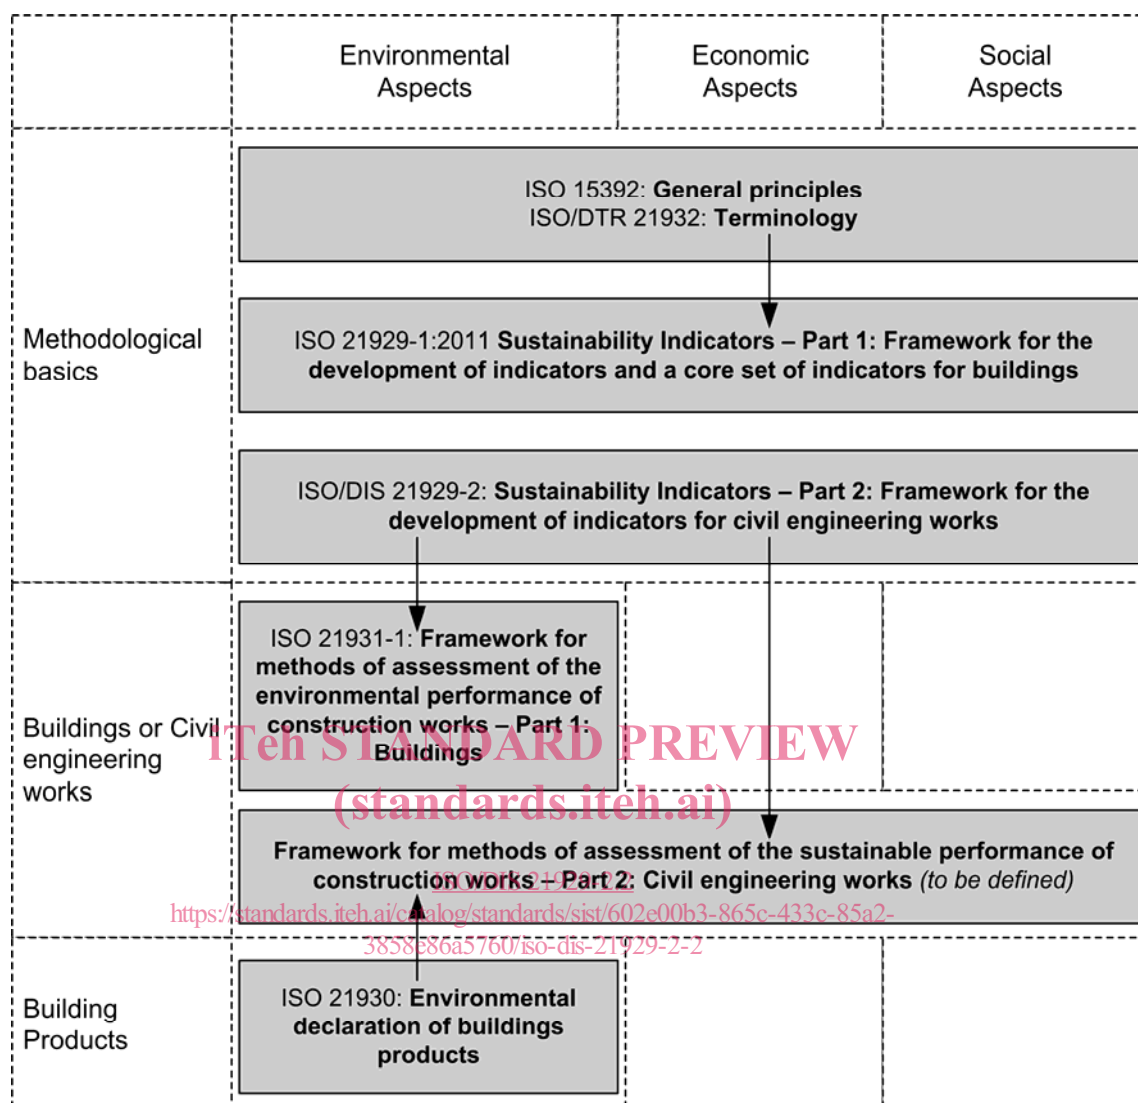 Environmental
Aspects
Economic
Aspects
Social
Aspects
Methodological
basics
ISO 15392: General principles
ISO/DTR 21932: Terminology
ISO 21929-1:2011 Sustainability Indicators – Part 1: Framework for the
development of indicators and a core set of indicators for buildings
ISO/DIS 21929-2: Sustainability Indicators – Part 2: Framework for the
development of indicators for civil engineering works
Buildings or Civil
engineering
works
ISO 21931-1: Framework for
methods of assessment of the
environmental performance of
construction works – Part 1:
Buildings
iTeh STANDARD PREVIEW
(standards.iteh.ai)
Framework for methods of assessment of the sustainable performance of
construction works – Part 2: Civil engineering works (to be defined)
ISO/DIS 21929-2.2
https://standards.iteh.ai/catalog/standards/sist/602e00b3-865c-433c-85a2-
3858e86a5760/iso-dis-21929-2-2
Building
Products
ISO 21930: Environmental
declaration of buildings
products